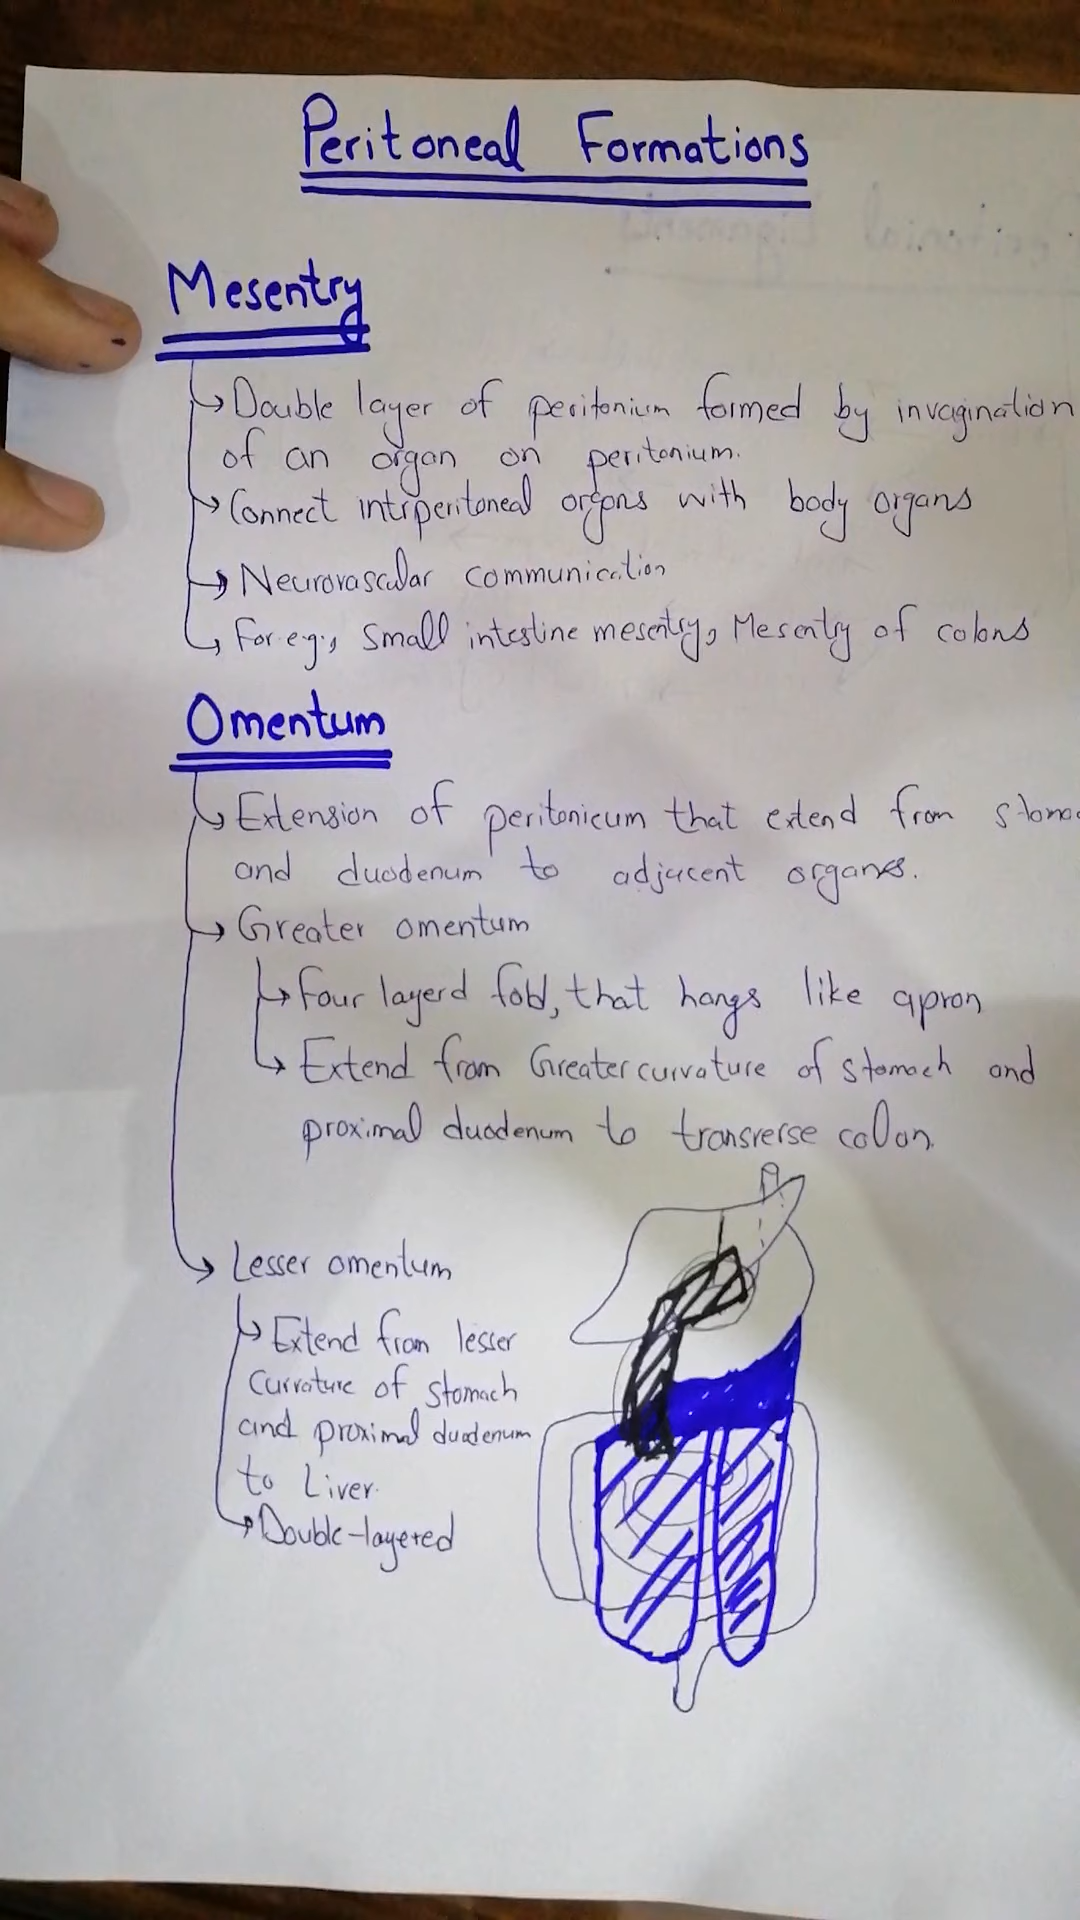 Peritoneal Formations
Mesentry
Double layer of peritonium formed by invagination
of an organ on peritonium.
Connect intrperitoneal organs with body organs
Neurovascular communication
For e.g., Small intestine mesentry, Mesentry of colons
Omentum
Extension of peritonicum that extend from
and duodenum to adjacent organs.
Greater omentum
Four layerd fold, that hangs like apron
Extend from Greater curvature of stomach and
proximal duodenum to transverse colon.
Lesser omentum
Extend from lesser
Curvature of stomach
and proximal duodenum
to Liver.
Double-layered